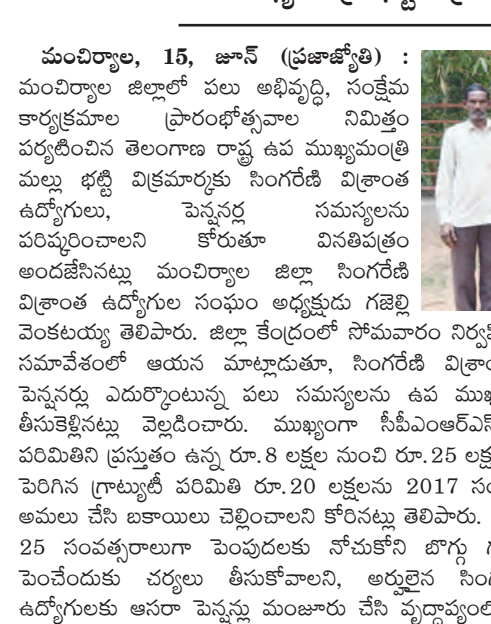 మంచిర్యాల, 15, జూన్ (ప్రజాజ్యోతి) :
మంచిర్యాల జిల్లాలో పలు అభివృద్ధి, సంక్షేమ
కార్యక్రమాల ప్రారంభోత్సవాల నిమిత్తం
పర్యటించిన తెలంగాణ రాష్ట్ర ఉప ముఖ్యమంత్రి
మల్లు భట్టి విక్రమార్కకు సింగరేణి విశ్రాంత
ఉద్యోగులు, పెన్షనర్ల సమస్యలను
పరిష్కరించాలని కోరుతూ వినతిపత్రం
అందజేసినట్లు మంచిర్యాల జిల్లా సింగరేణి
విశ్రాంత ఉద్యోగుల సంఘం అధ్యక్షుడు గజెల్లి
వెంకటయ్య తెలిపారు. జిల్లా కేంద్రంలో సోమవారం
సమావేశంలో ఆయన మాట్లాడుతూ, సింగరేణి
పెన్షనర్లు ఎదుర్కొంటున్న పలు సమస్యలను ఉప
తీసుకెళ్లినట్లు వెల్లడించారు. ముఖ్యంగా సీపీఎంఆర్ఎస్
పరిమితిని ప్రస్తుతం ఉన్న రూ.8 లక్షల నుంచి రూ.25
పెరిగిన గ్రాట్యుటీ పరిమితి రూ.20 లక్షలను 2017
అమలు చేసి బకాయిలు చెల్లించాలని కోరినట్లు తెలిపారు.
25 సంవత్సరాలుగా పెంపుదలకు నోచుకోని బొగ్గు
పెంచేందుకు చర్యలు తీసుకోవాలని, అర్హులైన
ఉద్యోగులకు ఆసరా పెన్షన్లు మంజూరు చేసి